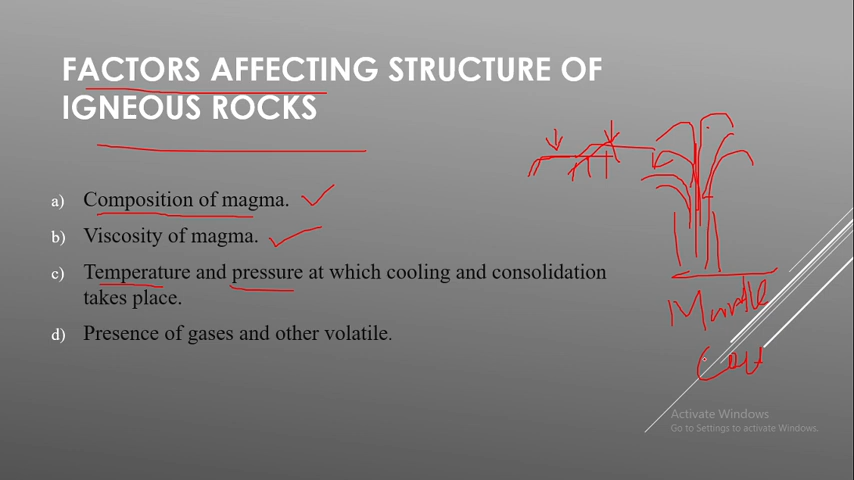 FACTORS AFFECTING STRUCTURE OF
IGNEOUS ROCKS
a) Composition of magma.
b) Viscosity of magma.
c) Temperature and pressure at which cooling and consolidation
takes place.
d) Presence of gases and other volatile.
Mantle
Activate Windows
Go to Settings to activate Windows.